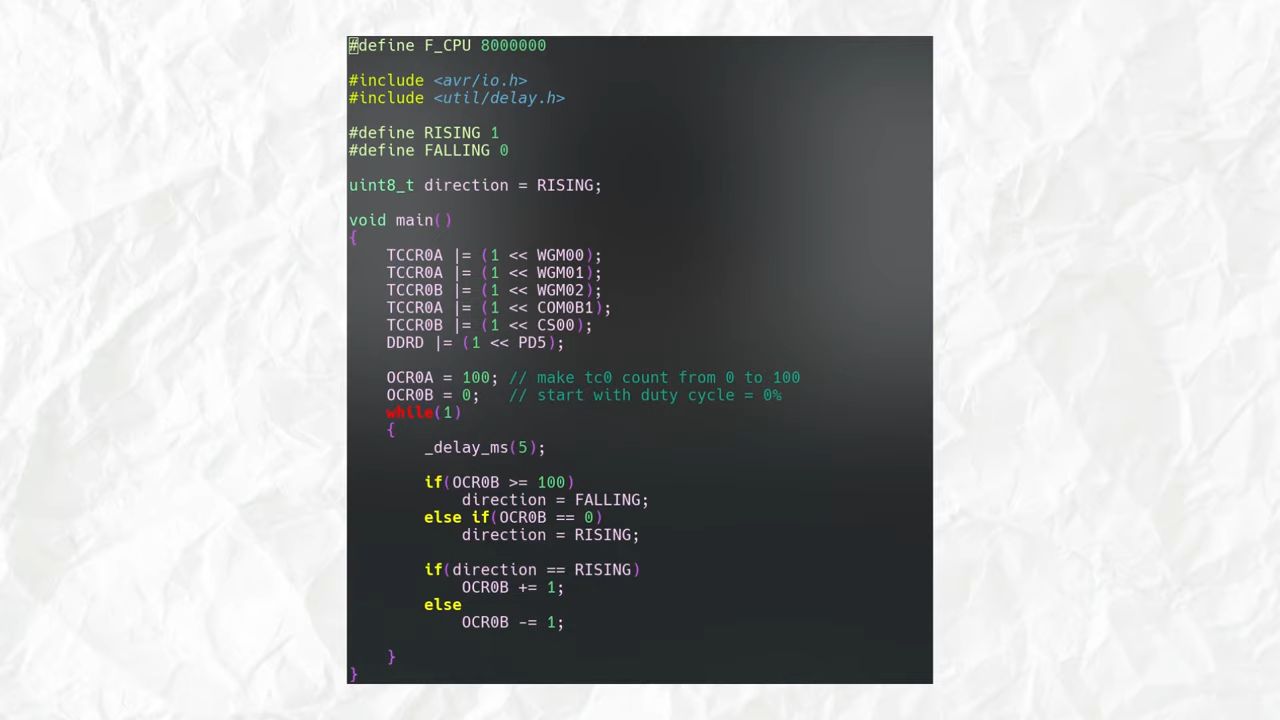 #define F_CPU 8000000
#include <avr/io.h>
#include <util/delay.h>
#define RISING 1
#define FALLING 0
uint8_t direction = RISING;
void main()
{
    TCCR0A |= (1 << WGM00);
    TCCR0A |= (1 << WGM01);
    TCCR0B |= (1 << WGM02);
    TCCR0A |= (1 << COM0B1);
    TCCR0B |= (1 << CS00);
    DDRD |= (1 << PD5);
    OCR0A = 100; // make tc0 count from 0 to 100
    OCR0B = 0;   // start with duty cycle = 0%
    while(1)
    {
        _delay_ms(5);
        if(OCR0B >= 100)
            direction = FALLING;
        else if(OCR0B == 0)
            direction = RISING;
        if(direction == RISING)
            OCR0B += 1;
        else
            OCR0B -= 1;
    }
}